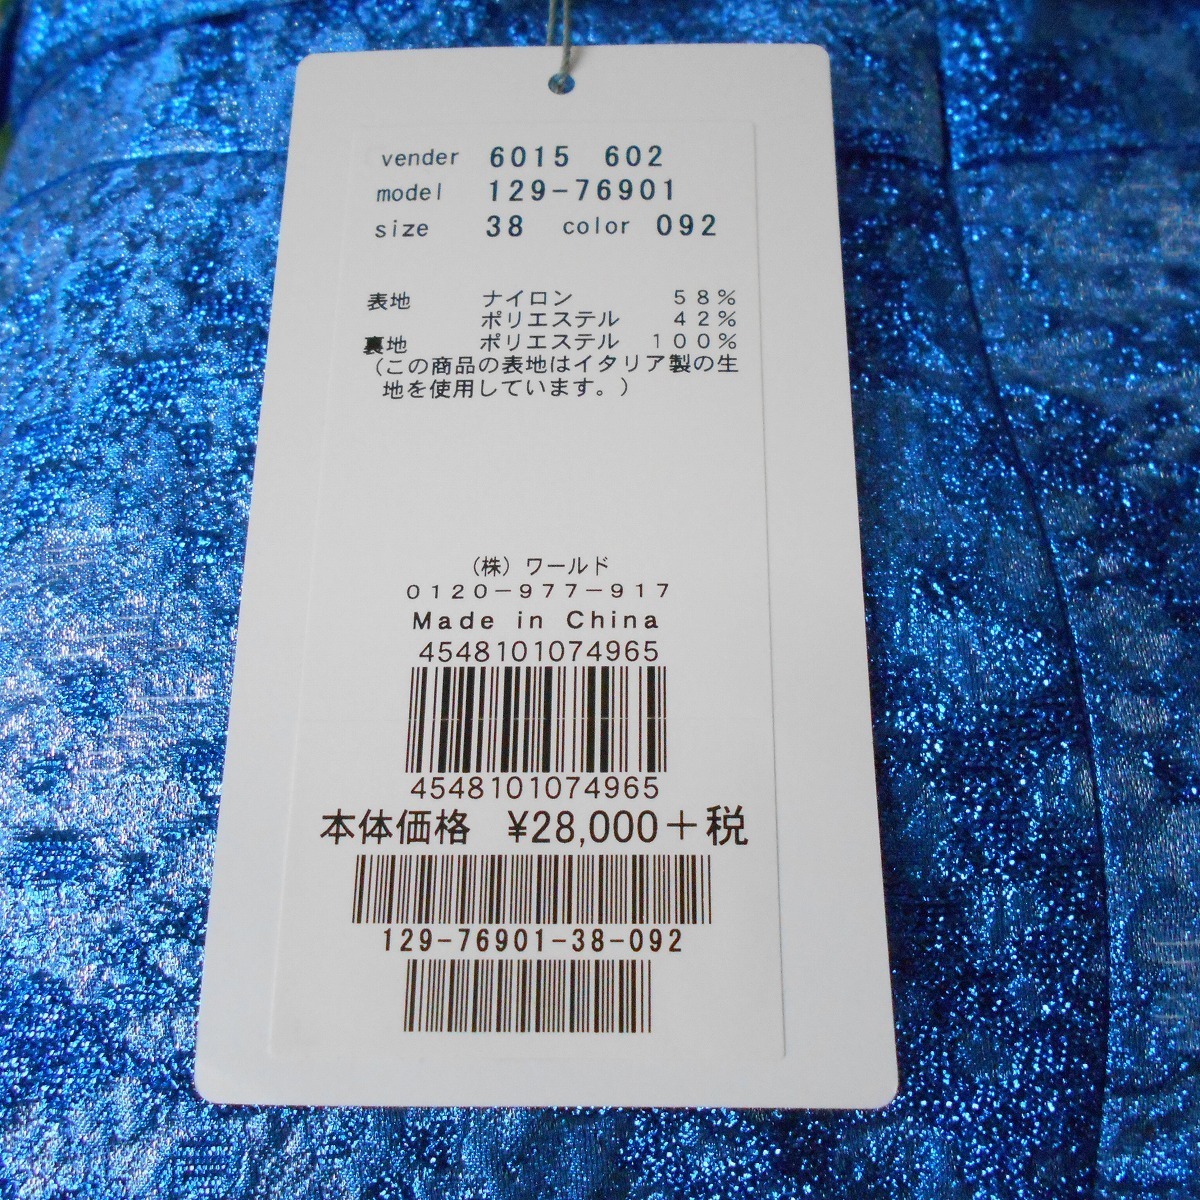 vender 6015 602
model 129-76901
size 38 color 092
表地 ナイロン 58%
ポリエステル 42%
裏地 ポリエステル 100%
(この商品の表地はイタリア製の生
地を使用しています。)
(株)ワールド
0120-977-917
Made in China
4548101074965
4548101074965
本体価格 ¥28,000+税
129-76901-38-092